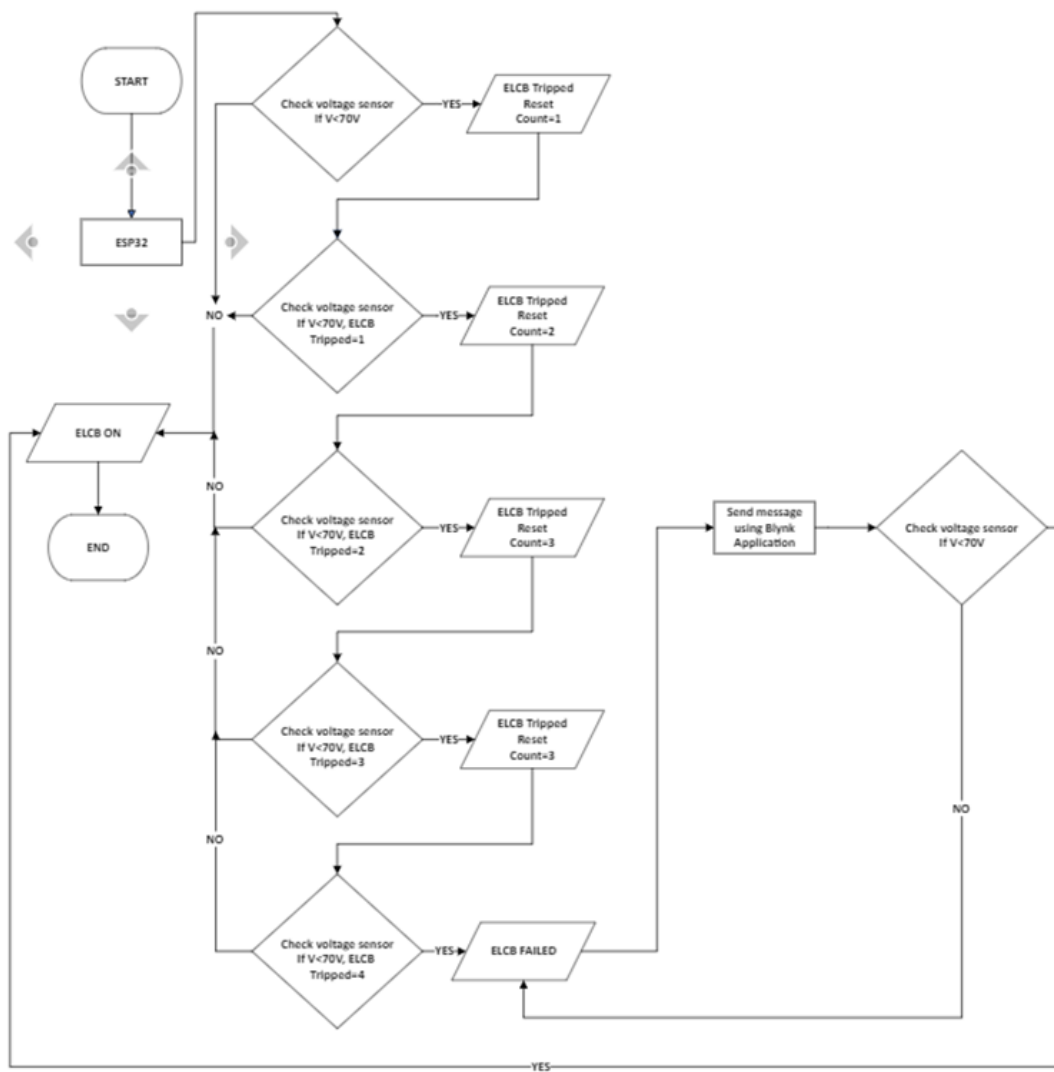 START
ESP32
Check voltage sensor
If V<70V
YES
ELCB Tripped
Reset
Count=1
NO
Check voltage sensor
If V<70V, ELCB
Tripped=1
YES
ELCB Tripped
Reset
Count=2
ELCB ON
END
NO
Check voltage sensor
If V<70V, ELCB
Tripped=2
YES
ELCB Tripped
Reset
Count=3
Send message
using Blynk
Application
Check voltage sensor
If V<70V
NO
Check voltage sensor
If V<70V, ELCB
Tripped=3
YES
ELCB Tripped
Reset
Count=3
NO
NO
Check voltage sensor
If V<70V, ELCB
Tripped=4
YES
ELCB FAILED
YES